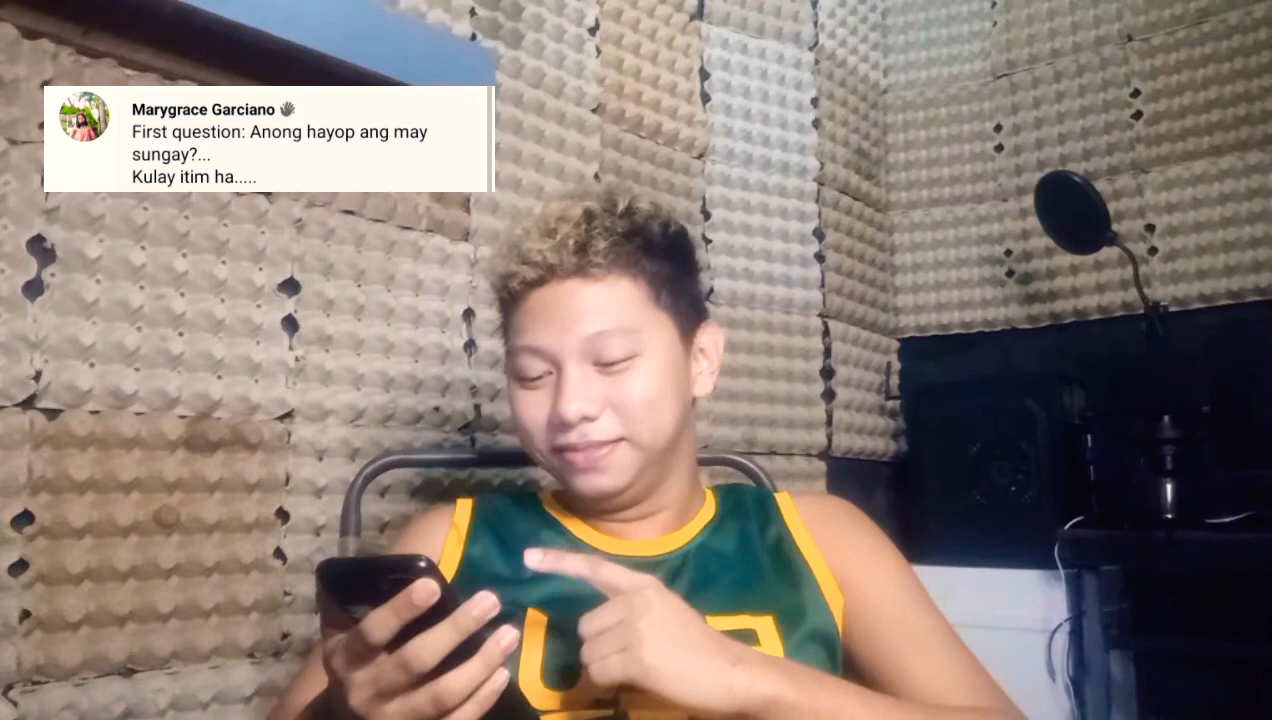 Marygrace Garciano 👋
First question: Anong hayop ang may
sungay?...
Kulay itim ha.....